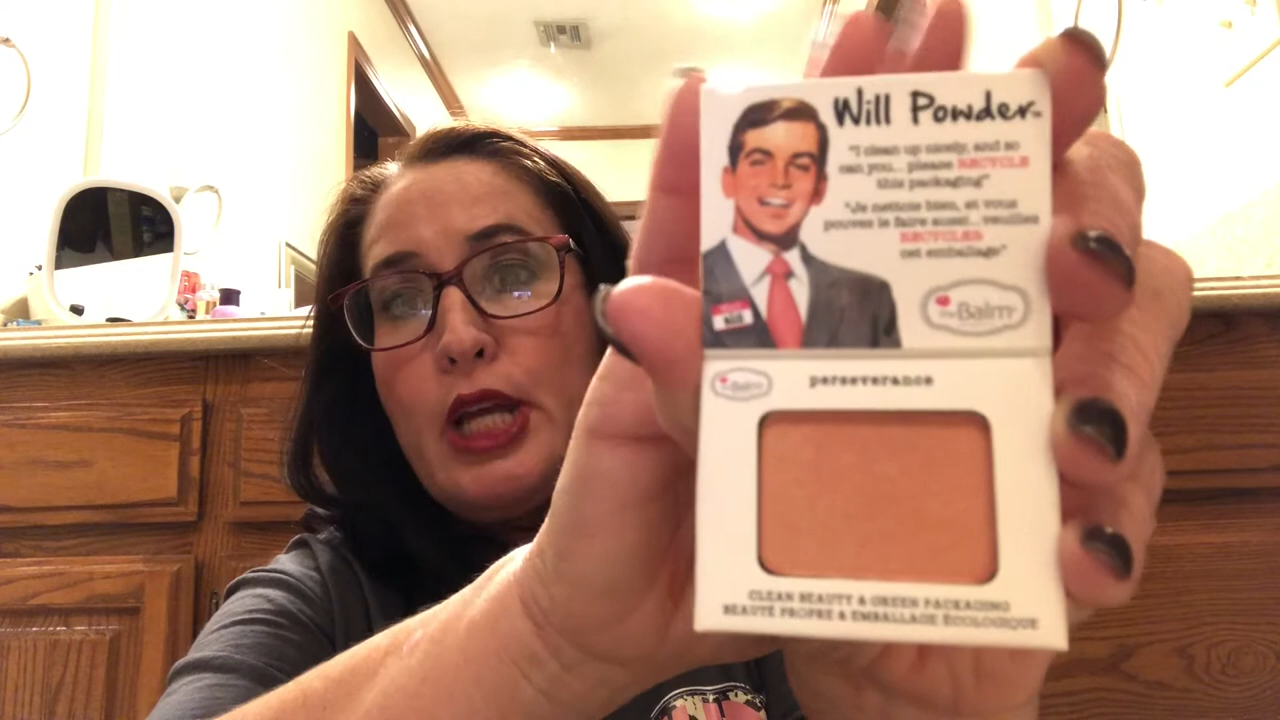 Will Powder
"I clean up nicely, and so
can you... please RECYCLE
this packaging"
"Je nettoie bien, et vous
pouvez le faire aussi... veuillez
RECYCLER
cet emballage"
theBalm
theBalm
perseverance
CLEAN BEAUTY & GREEN PACKAGING
BEAUTÉ PROPRE & EMBALLAGE ÉCOLOGIQUE